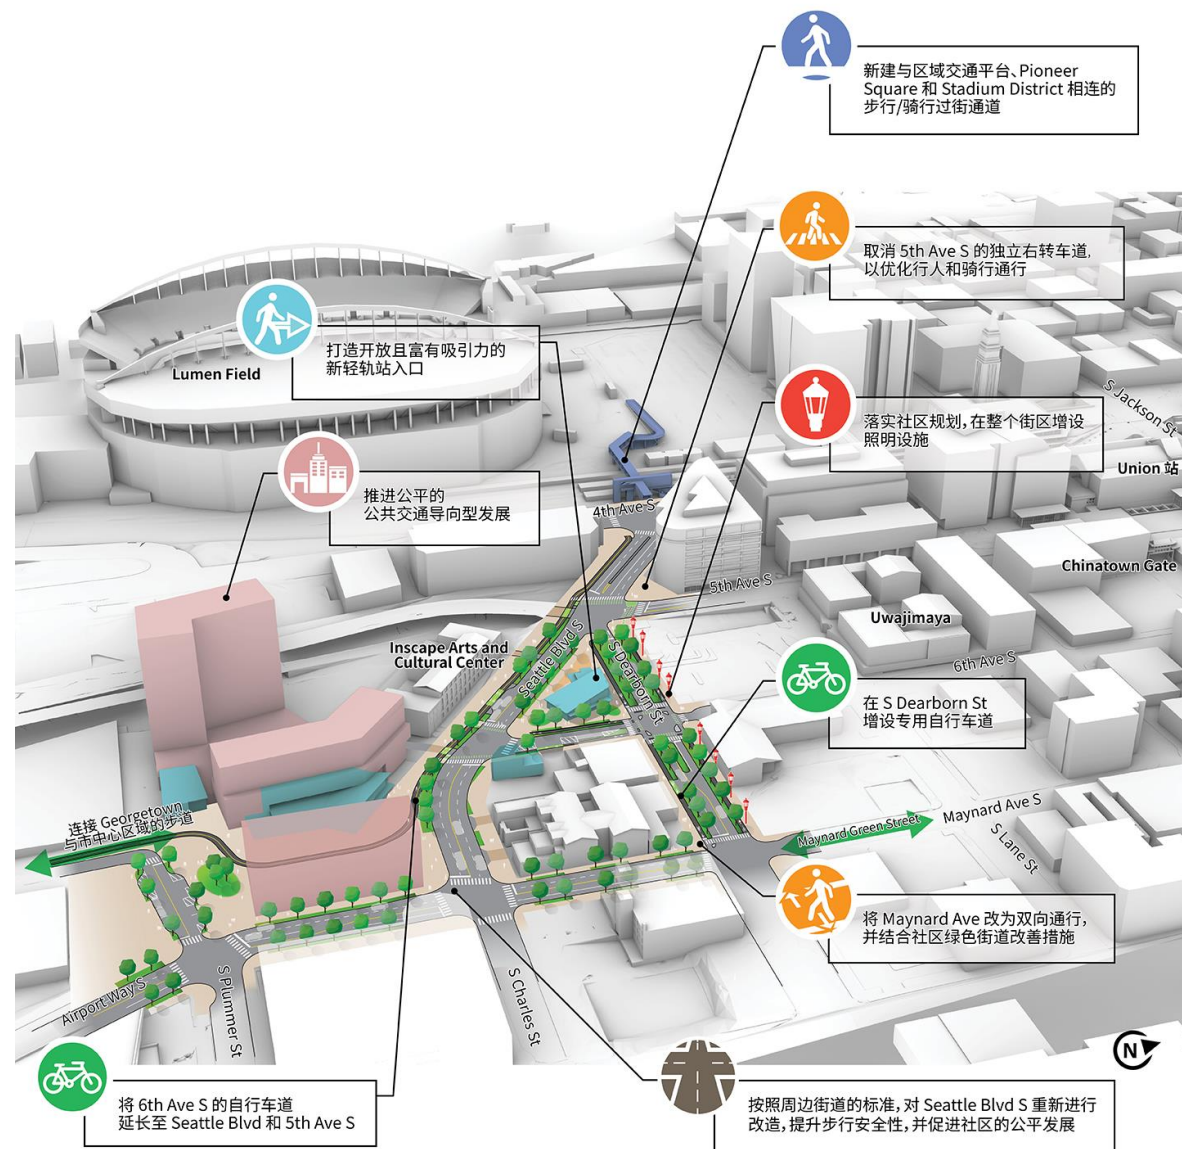 新建与区域交通平台、Pioneer
Square 和 Stadium District 相连的
步行/骑行过街通道
取消 5th Ave S 的独立右转车道,
以优化行人和骑行通行
打造开放且富有吸引力的
新轻轨站入口
Lumen Field
落实社区规划,在整个街区增设
照明设施
S Jackson St
Union 站
推进公平的
公共交通导向型发展
4th Ave S
5th Ave S
Chinatown Gate
Uwajimaya
Inscape Arts and
Cultural Center
Seattle Blvd S
S Dearborn St
6th Ave S
在 S Dearborn St
增设专用自行车道
连接 Georgetown
与市中心区域的步道
Maynard Green Street
Maynard Ave S
S Lane St
将 Maynard Ave 改为双向通行,
并结合社区绿色街道改善措施
Airport Way S
S Plummer St
S Charles St
N
将 6th Ave S 的自行车道
延长至 Seattle Blvd 和 5th Ave S
按照周边街道的标准,对 Seattle Blvd S 重新进行
改造,提升步行安全性,并促进社区的公平发展